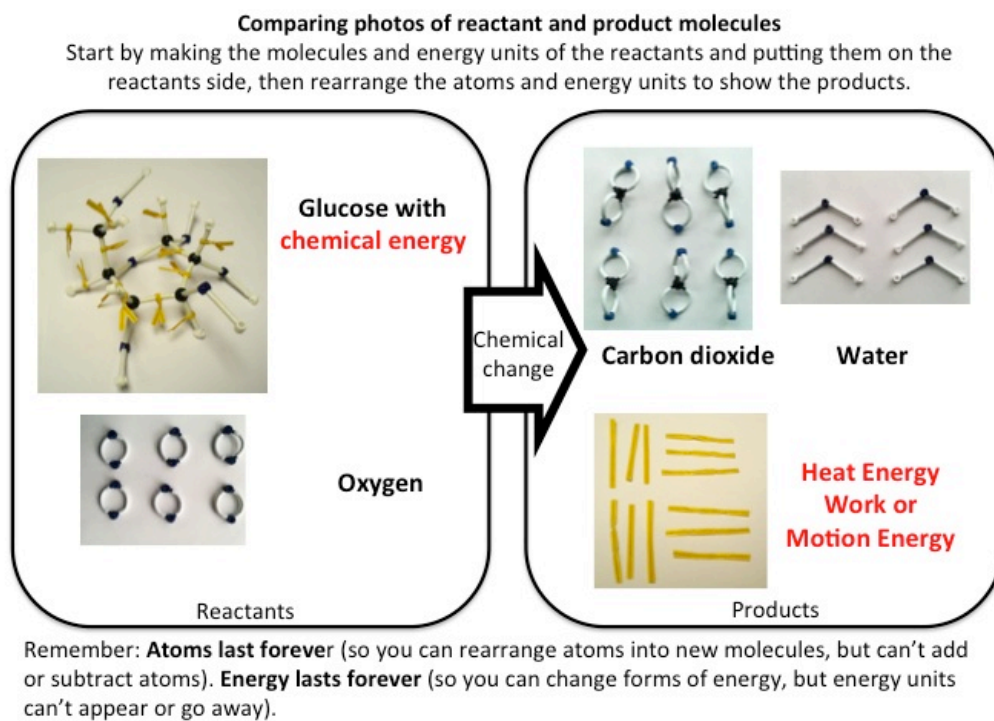 Comparing photos of reactant and product molecules
Start by making the molecules and energy units of the reactants and putting them on the
reactants side, then rearrange the atoms and energy units to show the products.
Glucose with
chemical energy
Oxygen
Reactants
Chemical
change
Carbon dioxide
Water
Heat Energy
Work or
Motion Energy
Products
Remember: Atoms last forever (so you can rearrange atoms into new molecules, but can’t add
or subtract atoms). Energy lasts forever (so you can change forms of energy, but energy units
can’t appear or go away).